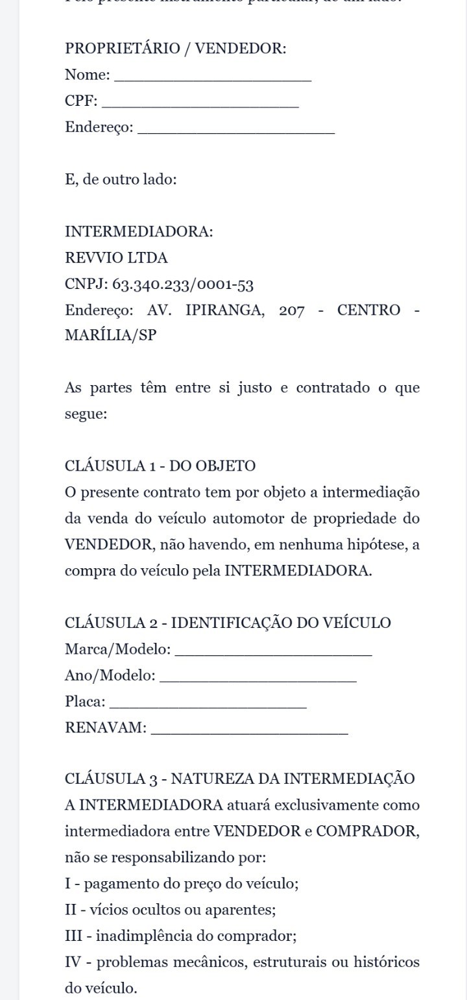 PROPRIETÁRIO / VENDEDOR:
Nome: ____________________
CPF: ____________________
Endereço: ____________________
E, de outro lado:
INTERMEDIADORA:
REVVIO LTDA
CNPJ: 63.340.233/0001-53
Endereço: AV. IPIRANGA, 207 - CENTRO -
MARÍLIA/SP
As partes têm entre si justo e contratado o que
segue:
CLÁUSULA 1 - DO OBJETO
O presente contrato tem por objeto a intermediação
da venda do veículo automotor de propriedade do
VENDEDOR, não havendo, em nenhuma hipótese, a
compra do veículo pela INTERMEDIADORA.
CLÁUSULA 2 - IDENTIFICAÇÃO DO VEÍCULO
Marca/Modelo: ____________________
Ano/Modelo: ____________________
Placa: ____________________
RENAVAM: ____________________
CLÁUSULA 3 - NATUREZA DA INTERMEDIAÇÃO
A INTERMEDIADORA atuará exclusivamente como
intermediadora entre VENDEDOR e COMPRADOR,
não se responsabilizando por:
I - pagamento do preço do veículo;
II - vícios ocultos ou aparentes;
III - inadimplência do comprador;
IV - problemas mecânicos, estruturais ou históricos
do veículo.